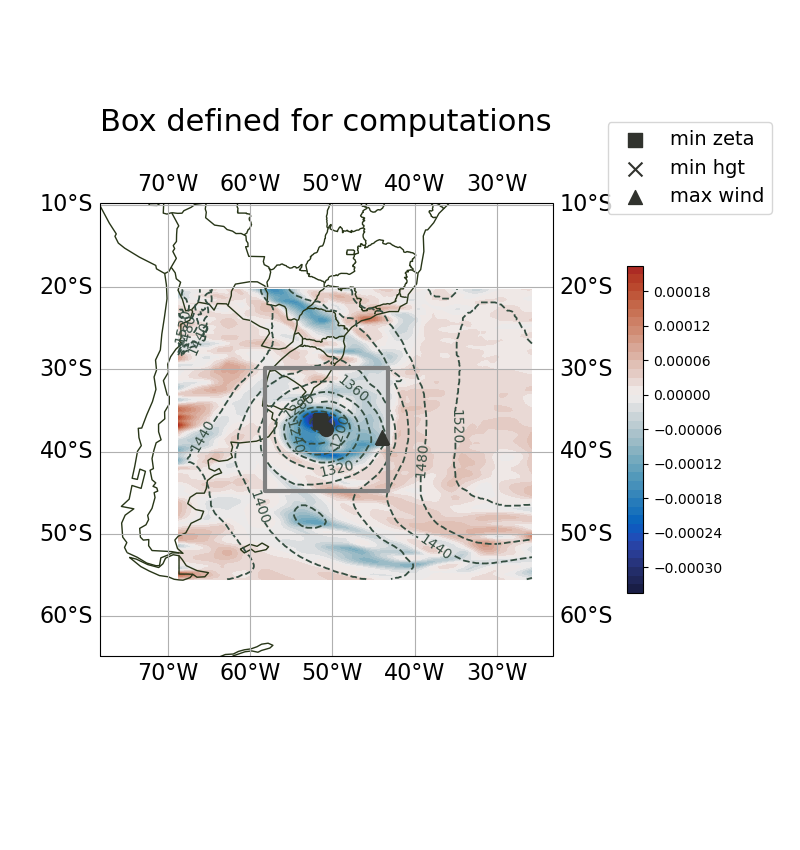 Box defined for computations
min zeta
min hgt
max wind
70°W 60°W 50°W 40°W 30°W
10°S 10°S
20°S 20°S
30°S 30°S
40°S 40°S
50°S 50°S
60°S 60°S
70°W 60°W 50°W 40°W 30°W
1360
1440
1240
1200
1320
1400
1480
1520
1440
0.00018
0.00012
0.00006
0.00000
−0.00006
−0.00012
−0.00018
−0.00024
−0.00030